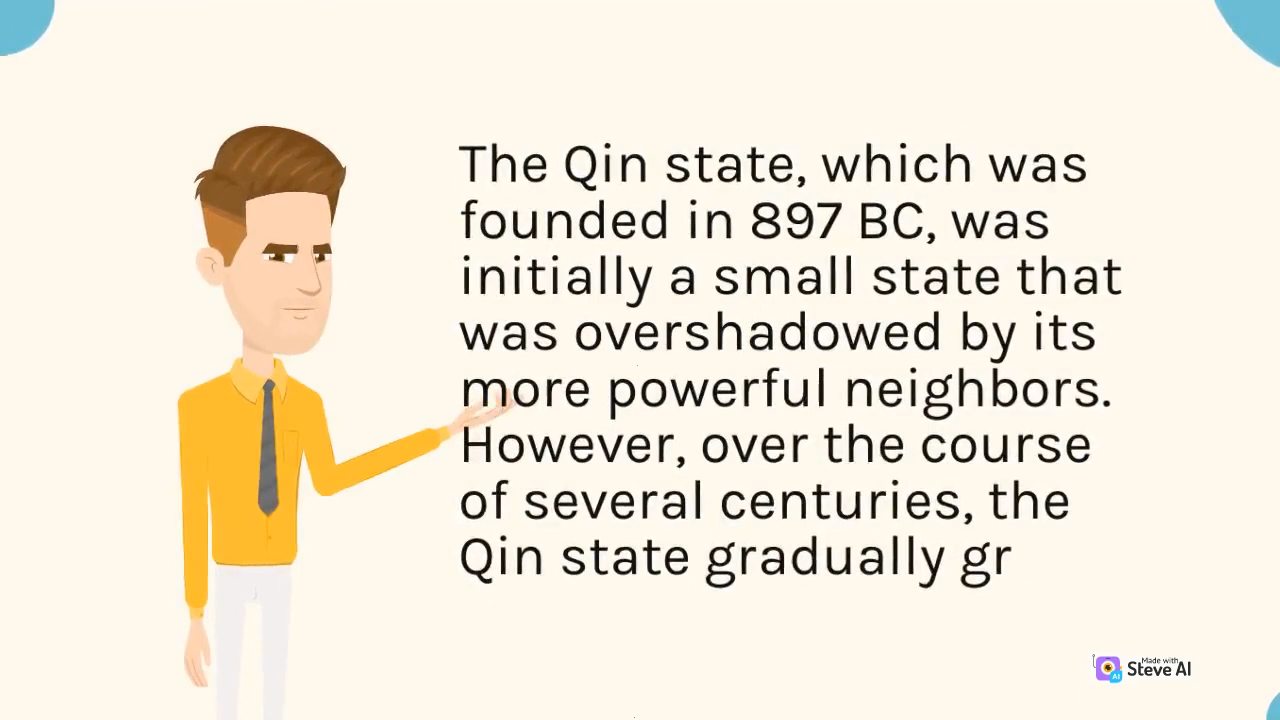 The Qin state, which was
founded in 897 BC, was
initially a small state that
was overshadowed by its
more powerful neighbors.
However, over the course
of several centuries, the
Qin state gradually gr
Made with
Steve AI
AI